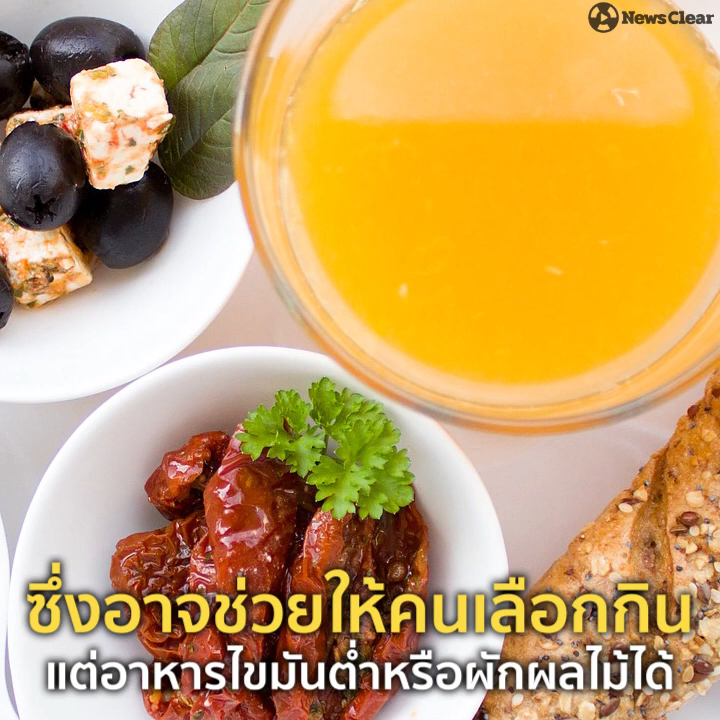 News Clear
ซึ่งอาจช่วยให้คนเลือกกิน
แต่อาหารไขมันต่ำหรือผักผลไม้ได้